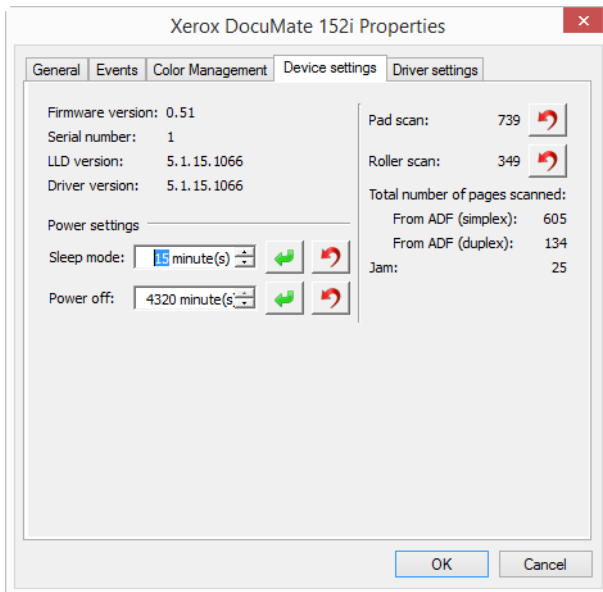 Xerox DocuMate 152i Properties
General Events Color Management Device settings Driver settings
Firmware version: 0.51
Serial number: 1
LLD version: 5.1.15.1066
Driver version: 5.1.15.1066
Power settings
Sleep mode: 15 minute(s)
Power off: 4320 minute(s)
Pad scan: 739
Roller scan: 349
Total number of pages scanned:
From ADF (simplex): 605
From ADF (duplex): 134
Jam: 25
OK Cancel